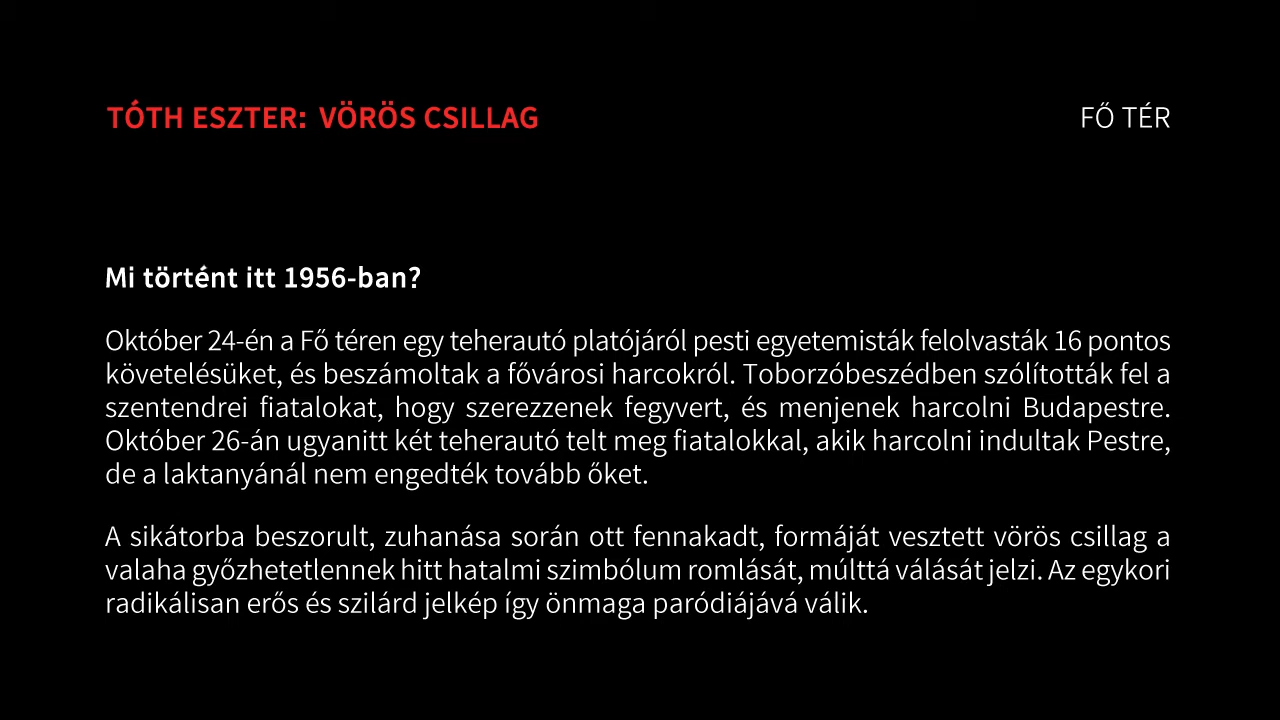 TÓTH ESZTER: VÖRÖS CSILLAG
FŐ TÉR
Mi történt itt 1956-ban?
Október 24-én a Fő téren egy teherautó platójáról pesti egyetemisták felolvasták 16 pontos
követelésüket, és beszámoltak a fővárosi harcokról. Toborzóbeszédben szólították fel a
szentendrei fiatalokat, hogy szerezzenek fegyvert, és menjenek harcolni Budapestre.
Október 26-án ugyanitt két teherautó telt meg fiatalokkal, akik harcolni indultak Pestre,
de a laktanyánál nem engedték tovább őket.
A sikátorba beszorult, zuhanása során ott fennakadt, formáját vesztett vörös csillag a
valaha győzhetetlennek hitt hatalmi szimbólum romlását, múlttá válását jelzi. Az egykori
radikálisan erős és szilárd jelkép így önmaga paródiájává válik.